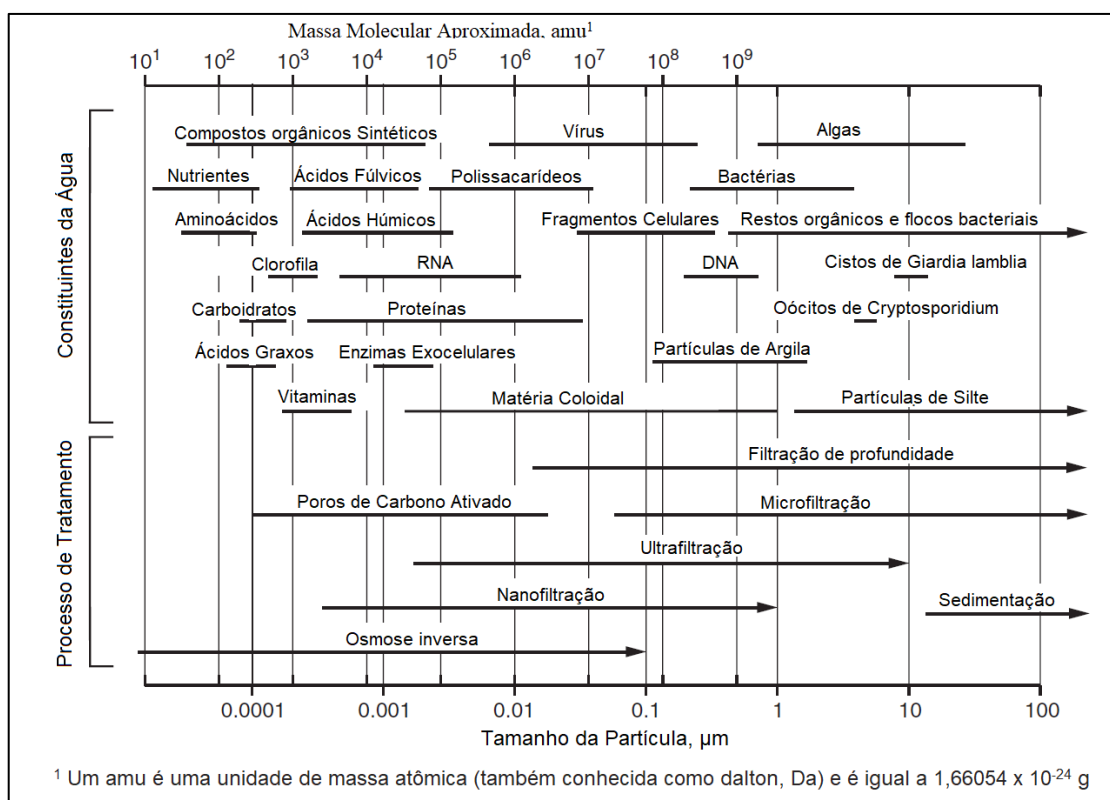 Massa Molecular Aproximada, amu¹
10¹ 10² 10³ 10⁴ 10⁵ 10⁶ 10⁷ 10⁸ 10⁹
Constituintes da Água
Compostos orgânicos Sintéticos Vírus Algas
Nutrientes Ácidos Fúlvicos Polissacarídeos Bactérias
Aminoácidos Ácidos Húmicos Fragmentos Celulares Restos orgânicos e flocos bacteriais
Clorofila RNA DNA Cistos de Giardia lamblia
Carboidratos Proteínas Oócitos de Cryptosporidium
Ácidos Graxos Enzimas Exocelulares Partículas de Argila
Vitaminas Matéria Coloidal Partículas de Silte
Processo de Tratamento
Filtração de profundidade
Poros de Carbono Ativado Microfiltração
Ultrafiltração
Nanofiltração Sedimentação
Osmose inversa
0.0001 0.001 0.01 0.1 1 10 100
Tamanho da Partícula, µm
¹ Um amu é uma unidade de massa atômica (também conhecida como dalton, Da) e é igual a 1,66054 x 10⁻²⁴ g